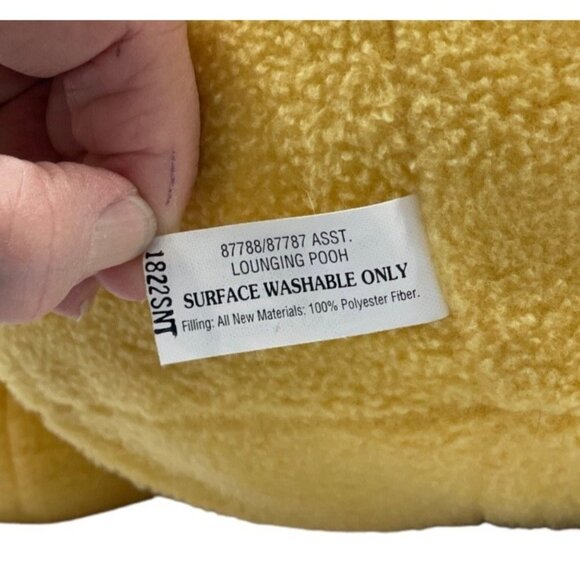 87788/87787 ASST.
LOUNGING POOH
SURFACE WASHABLE ONLY
Filling: All New Materials: 100% Polyester Fiber.
1822SNT